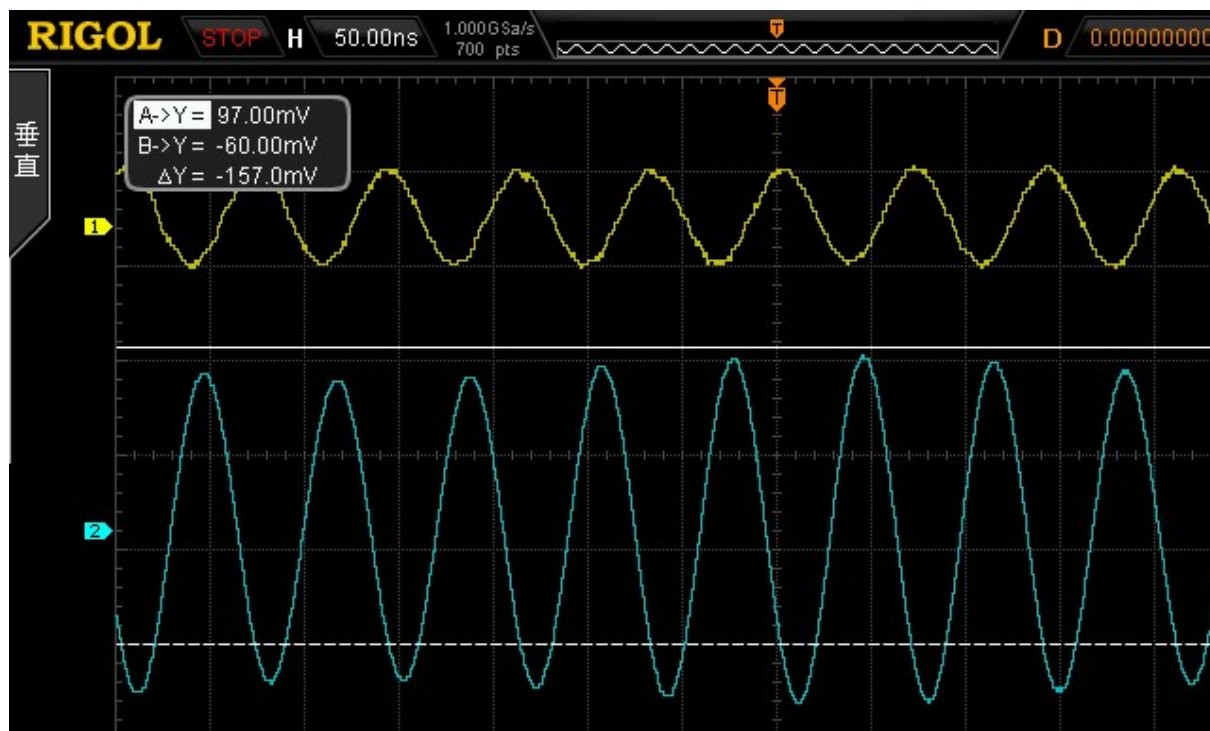 RIGOL STOP H 50.00ns 1.000GSa/s 700 pts T D 0.00000000
T
垂直
A->Y= 97.00mV
B->Y= -60.00mV
△Y= -157.0mV
1
2